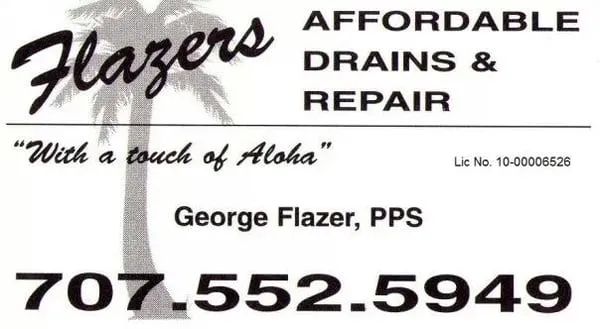 Flazers
AFFORDABLE
DRAINS &
REPAIR
"With a touch of Aloha"
Lic No. 10-00006526
George Flazer, PPS
707.552.5949